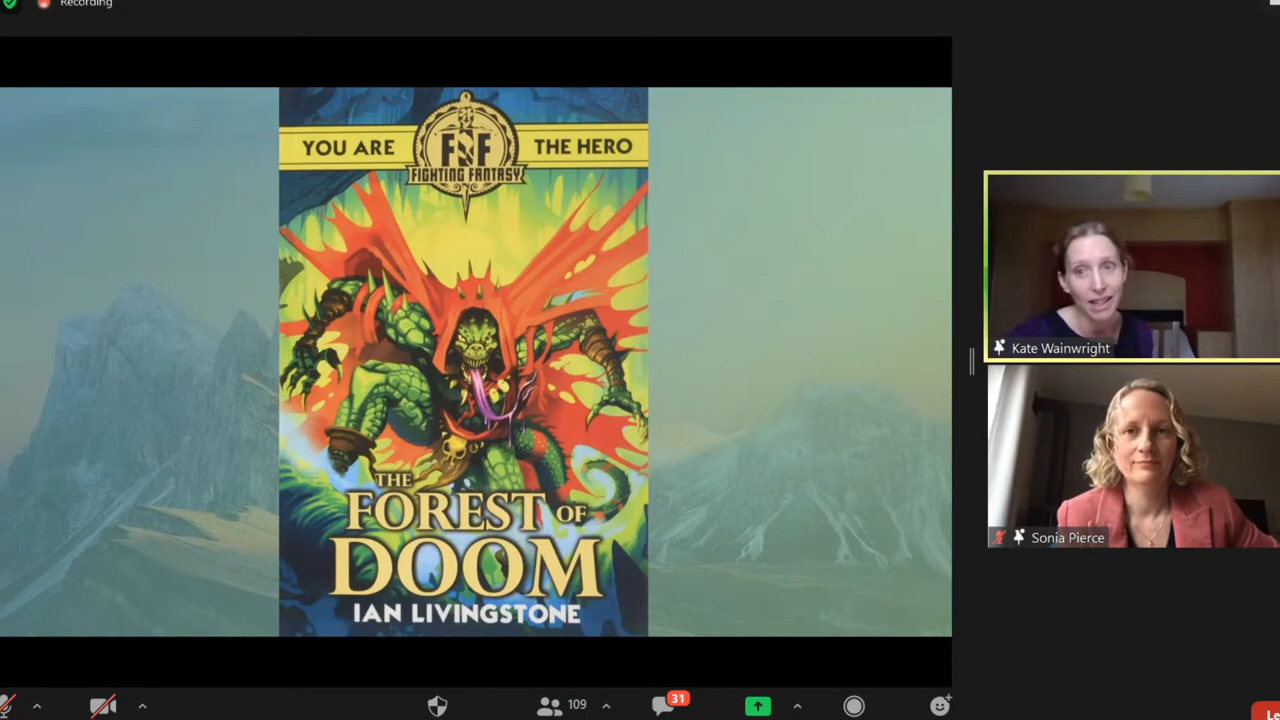 Recording
YOU ARE
FF
THE HERO
FIGHTING FANTASY
THE
FOREST OF
DOOM
IAN LIVINGSTONE
Kate Wainwright
Sonia Pierce
109
31